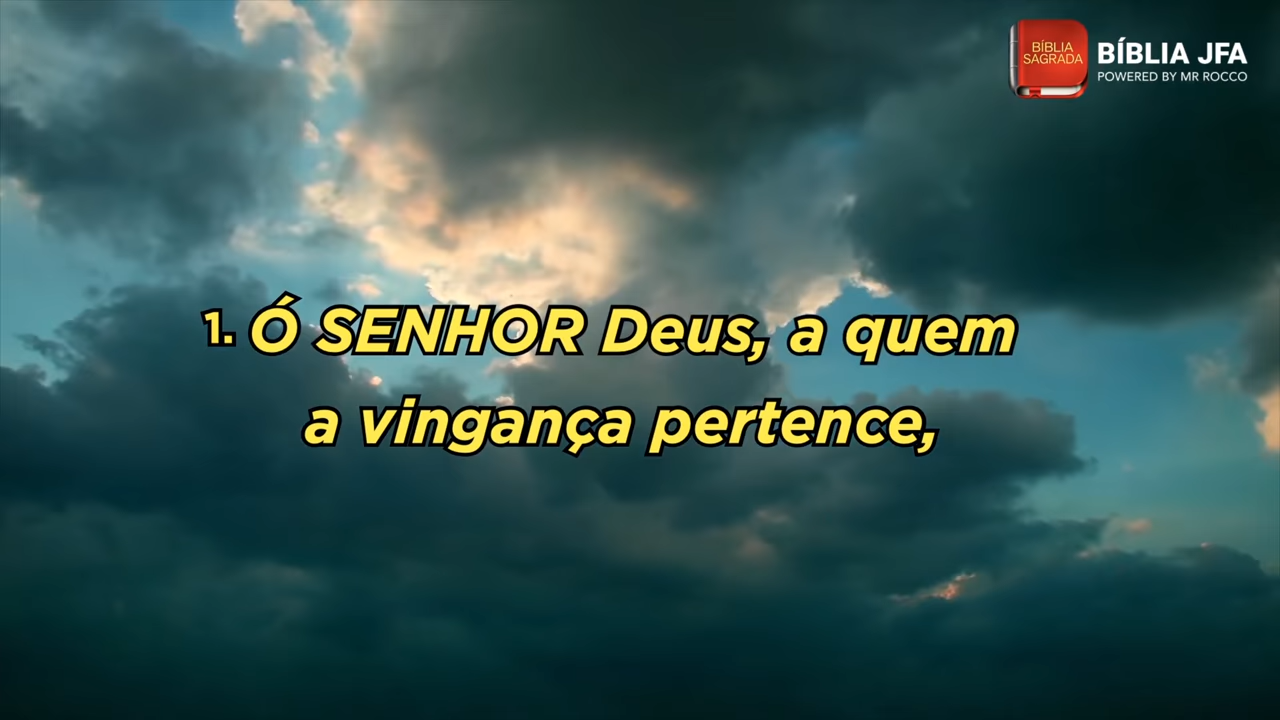 BÍBLIA
SAGRADA
BÍBLIA JFA
POWERED BY MR ROCCO
1. Ó SENHOR Deus, a quem
a vingança pertence,